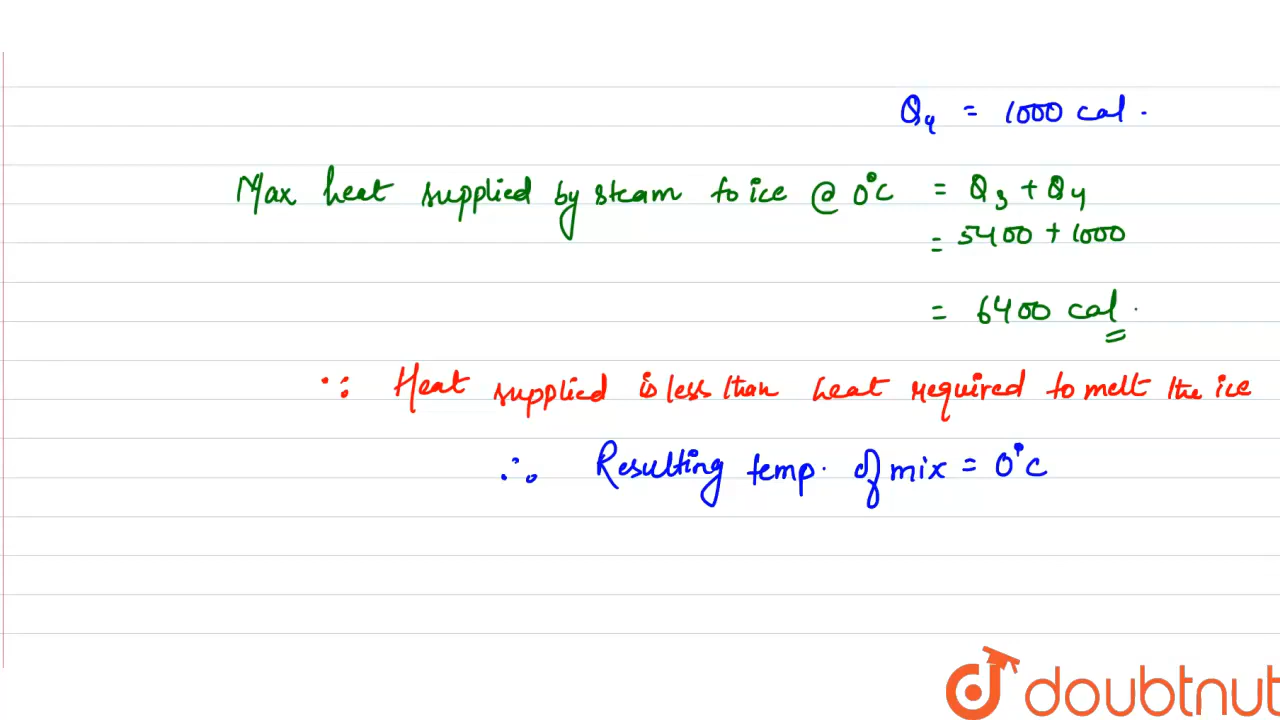 Q₄ = 1000 cal.
Max heat supplied by steam to ice @ 0°C = Q₃ + Q₄
= 5400 + 1000
= 6400 cal.
∵ Heat supplied is less than heat required to melt the ice
∴ Resulting temp. of mix = 0°C
doubtnut